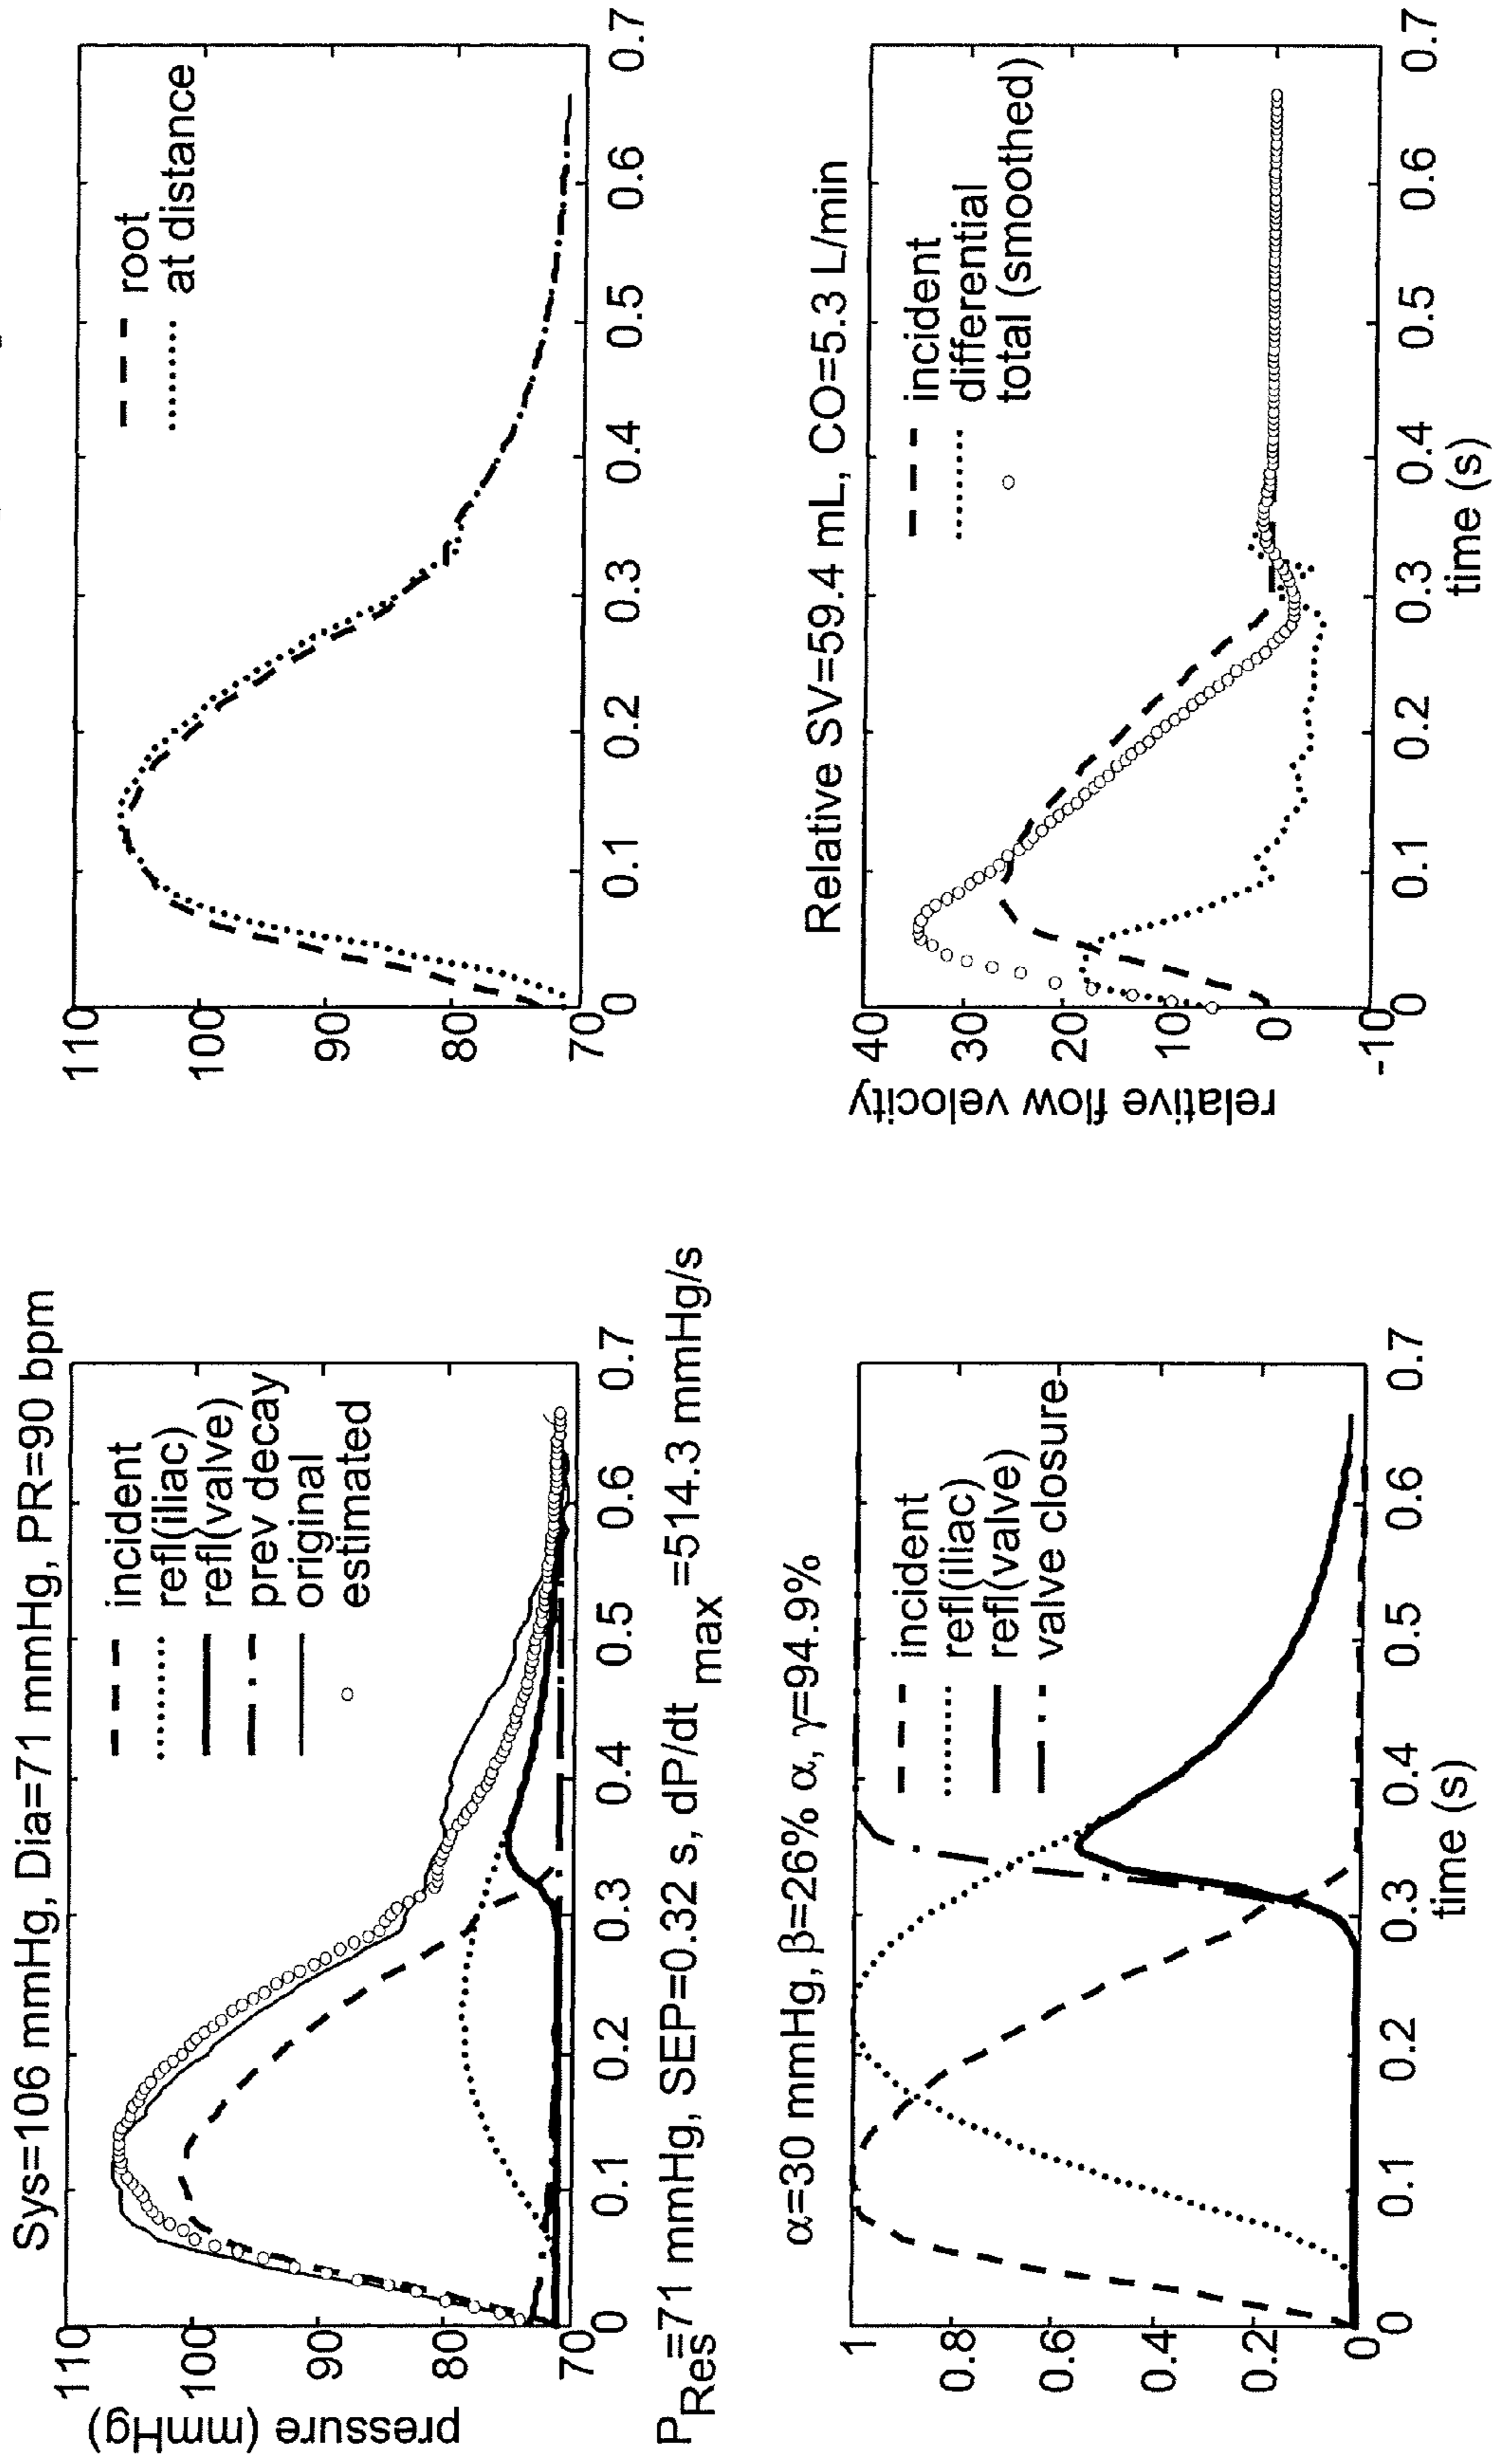 Sys=106 mmHg, Dia=71 mmHg, PR=90 bpm
pressure (mmHg)
110
100
90
80
70
incident
refl(iliac)
refl(valve)
prev decay
original
estimated
0 0.1 0.2 0.3 0.4 0.5 0.6 0.7
P_Res=71 mmHg, SEP=0.32 s, dP/dt_max=514.3 mmHg/s
110
100
90
80
70
root
at distance
0 0.1 0.2 0.3 0.4 0.5 0.6 0.7
α=30 mmHg, β=26% α, γ=94.9%
1
0.8
0.6
0.4
0.2
0
incident
refl(iliac)
refl(valve)
valve closure
0 0.1 0.2 0.3 0.4 0.5 0.6 0.7
time (s)
Relative SV=59.4 mL, CO=5.3 L/min
relative flow velocity
40
30
20
10
0
-10
incident
differential
total (smoothed)
0 0.1 0.2 0.3 0.4 0.5 0.6 0.7
time (s)